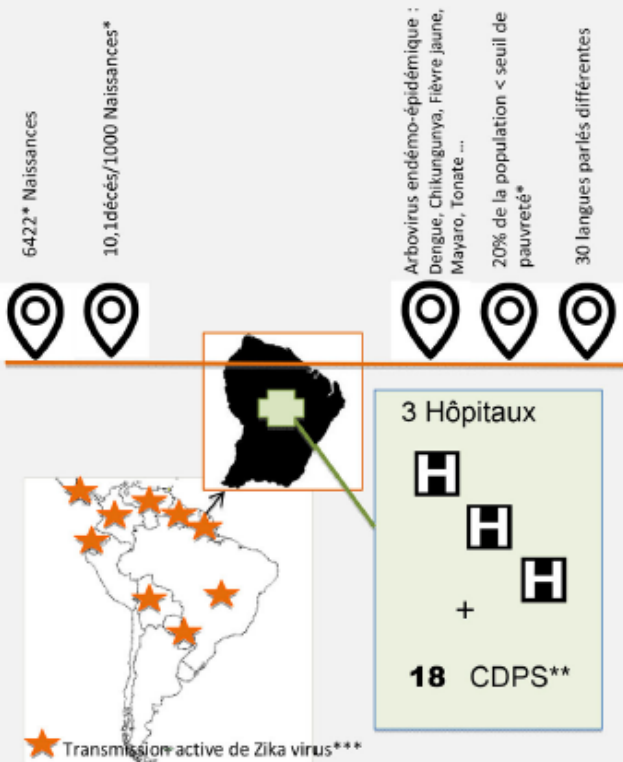 6422* Naissances
10,1décés/1000 Naissances*
Arbovirus endémo-épidémique :
Dengue, Chikungunya, Fièvre jaune,
Mayaro, Tonate ...
20% de la population < seuil de
pauvreté*
30 langues parlés différentes
3 Hôpitaux
H
H
H
+
18 CDPS**
Transmission active de Zika virus***